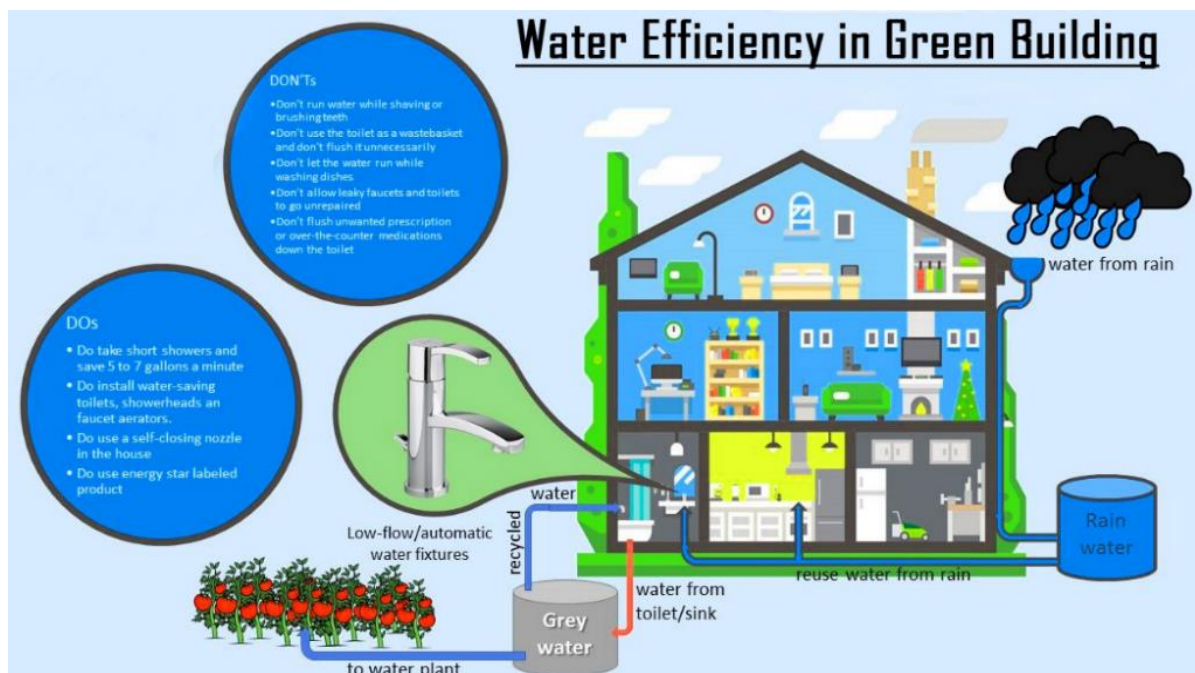 Water Efficiency in Green Building
DON'Ts
•Don't run water while shaving or
brushing teeth
•Don't use the toilet as a wastebasket
and don't flush it unnecessarily
•Don't let the water run while
washing dishes
•Don't allow leaky faucets and toilets
to go unrepaired
•Don't flush unwanted prescription
or over-the-counter medications
down the toilet
DOs
• Do take short showers and
save 5 to 7 gallons a minute
• Do install water-saving
toilets, showerheads an
faucet aerators.
• Do use a self-closing nozzle
in the house
• Do use energy star labeled
product
water from rain
Low-flow/automatic
water fixtures
water
recycled
Rain
water
reuse water from rain
water from
toilet/sink
Grey
water
to water plant